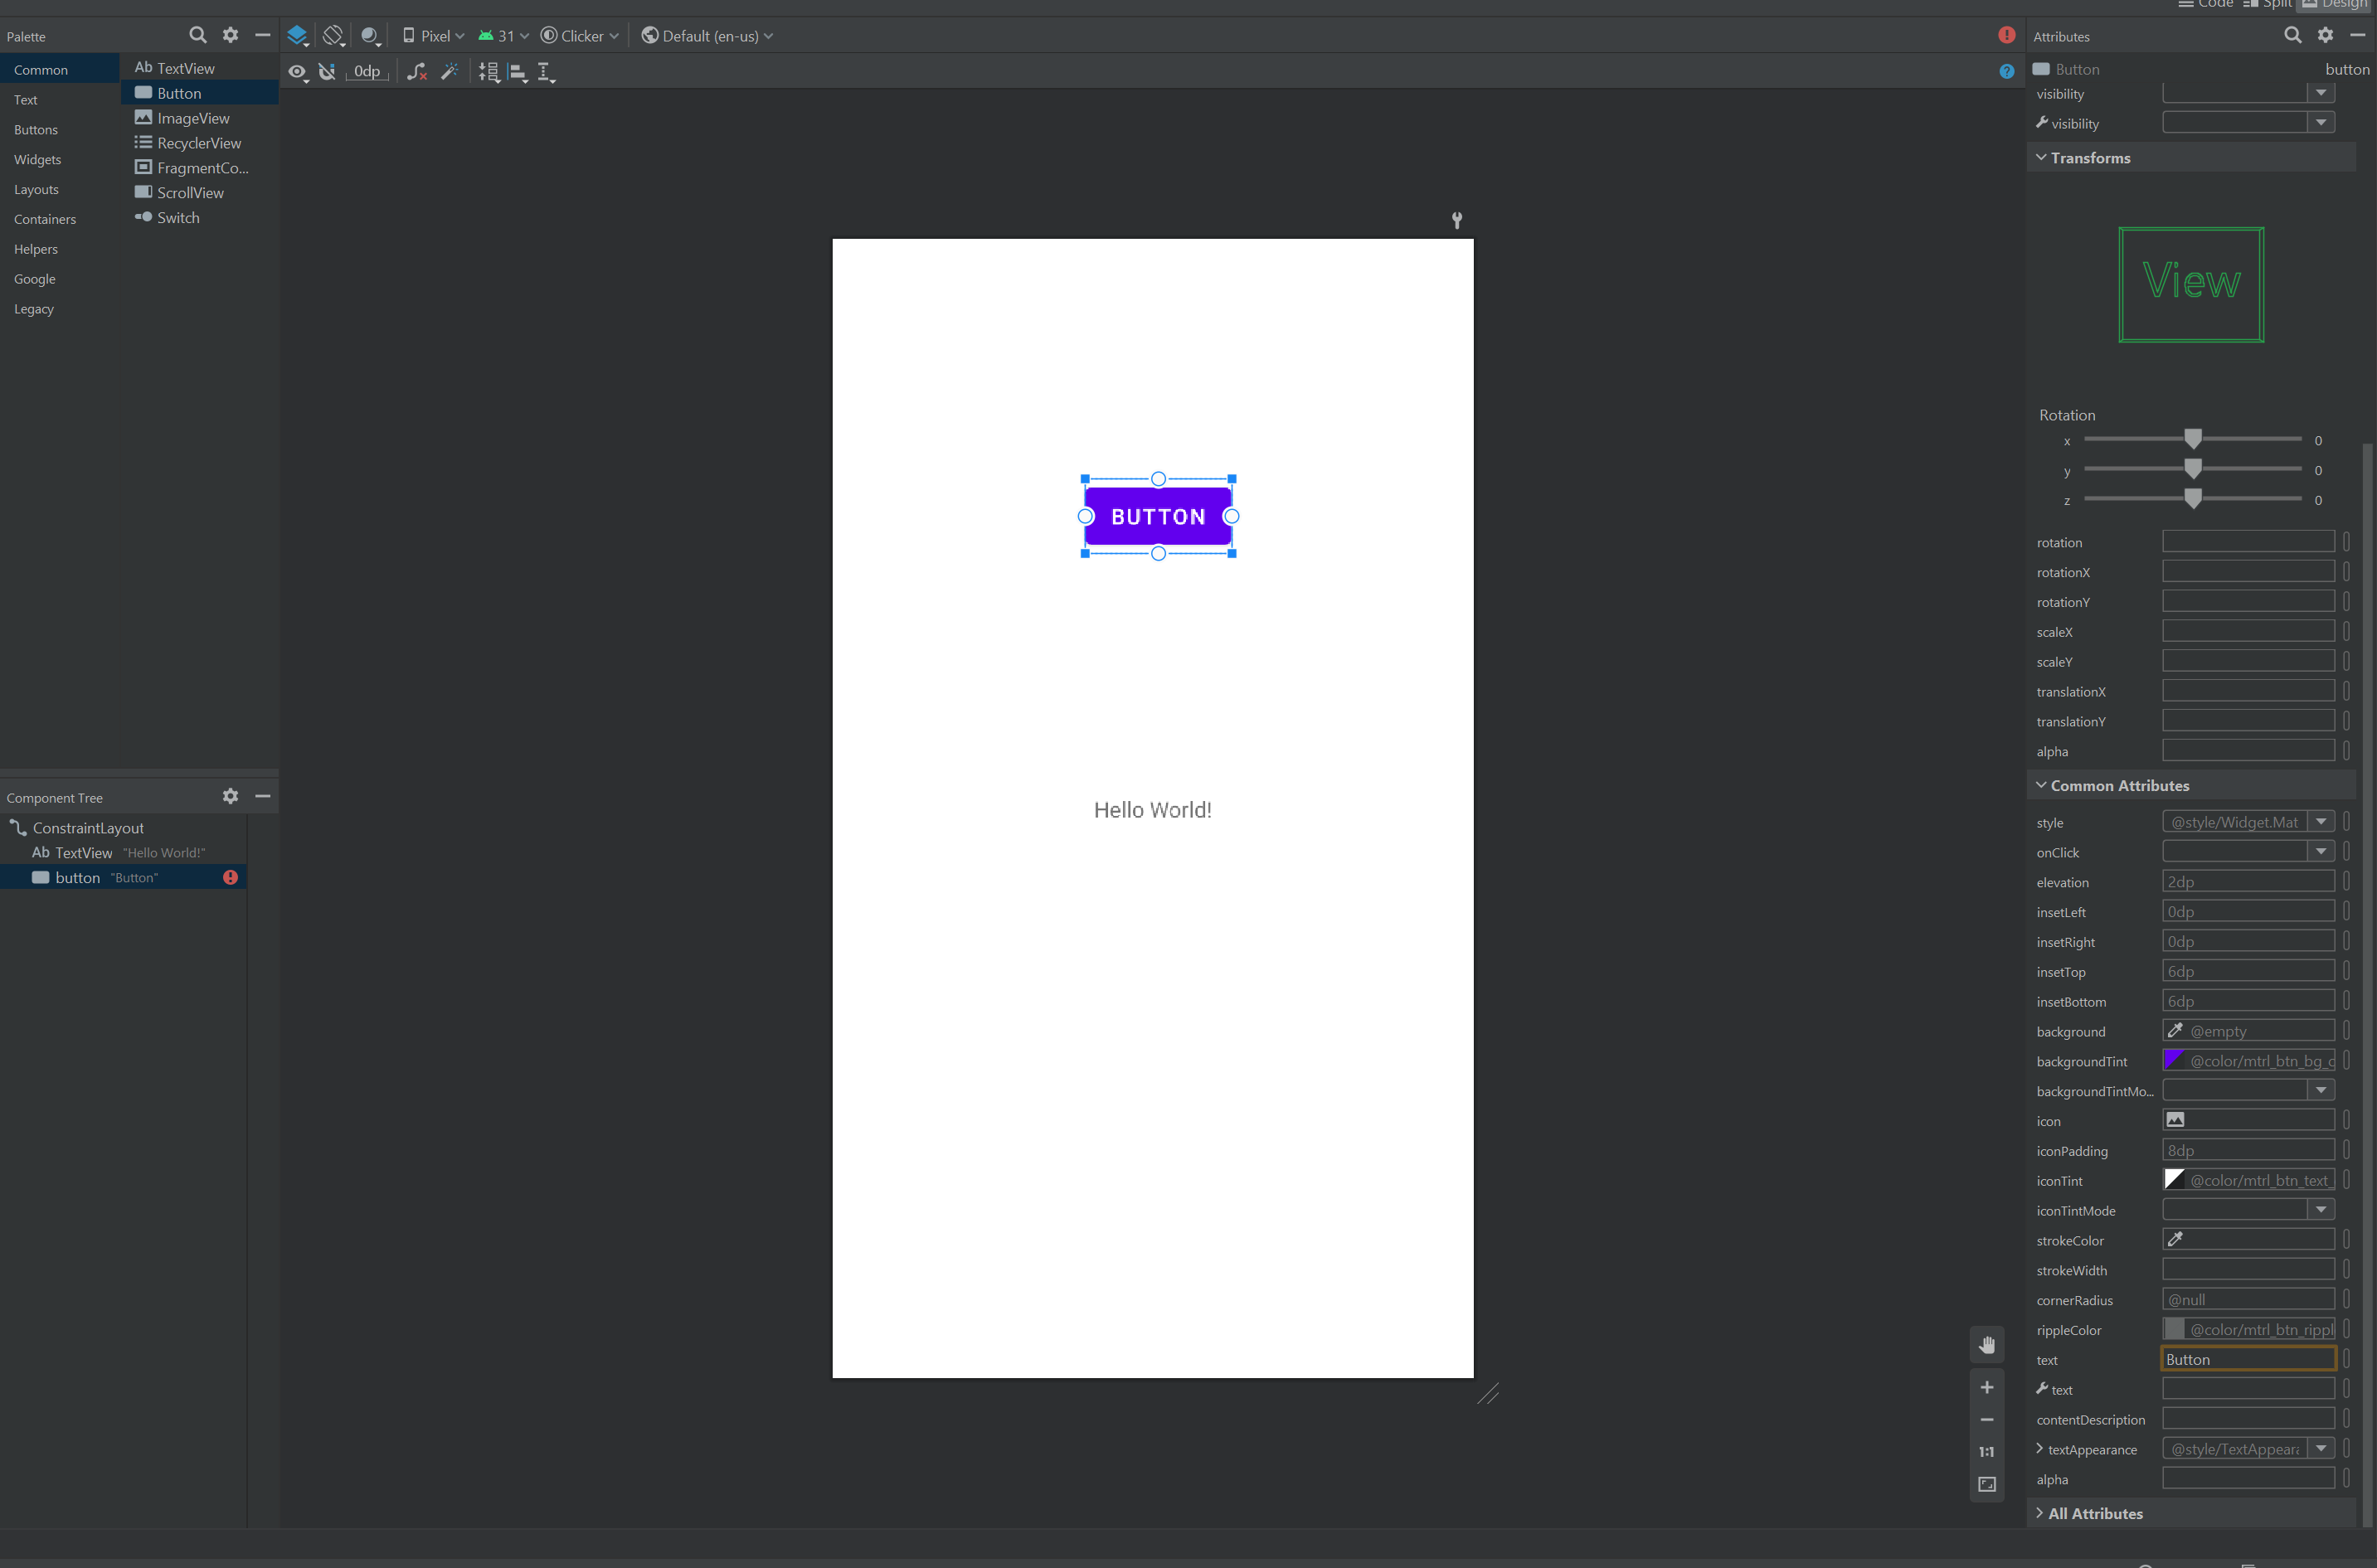 Code Split Design
Palette
Pixel 31 Clicker Default (en-us)
Attributes
Common
Text
Buttons
Widgets
Layouts
Containers
Helpers
Google
Legacy
Ab TextView
Button
ImageView
RecyclerView
FragmentCo...
ScrollView
Switch
0dp
Button button
visibility
visibility
Transforms
View
BUTTON
Hello World!
Rotation
x 0
y 0
z 0
rotation
rotationX
rotationY
scaleX
scaleY
translationX
translationY
alpha
Component Tree
ConstraintLayout
Ab TextView "Hello World!"
button "Button"
Common Attributes
style @style/Widget.Mat
onClick
elevation 2dp
insetLeft 0dp
insetRight 0dp
insetTop 6dp
insetBottom 6dp
background @empty
backgroundTint @color/mtrl_btn_bg_c
backgroundTintMo...
icon
iconPadding 8dp
iconTint @color/mtrl_btn_text_
iconTintMode
strokeColor
strokeWidth
cornerRadius @null
rippleColor @color/mtrl_btn_rippl
text Button
text
contentDescription
textAppearance @style/TextAppeara
alpha
All Attributes
1:1